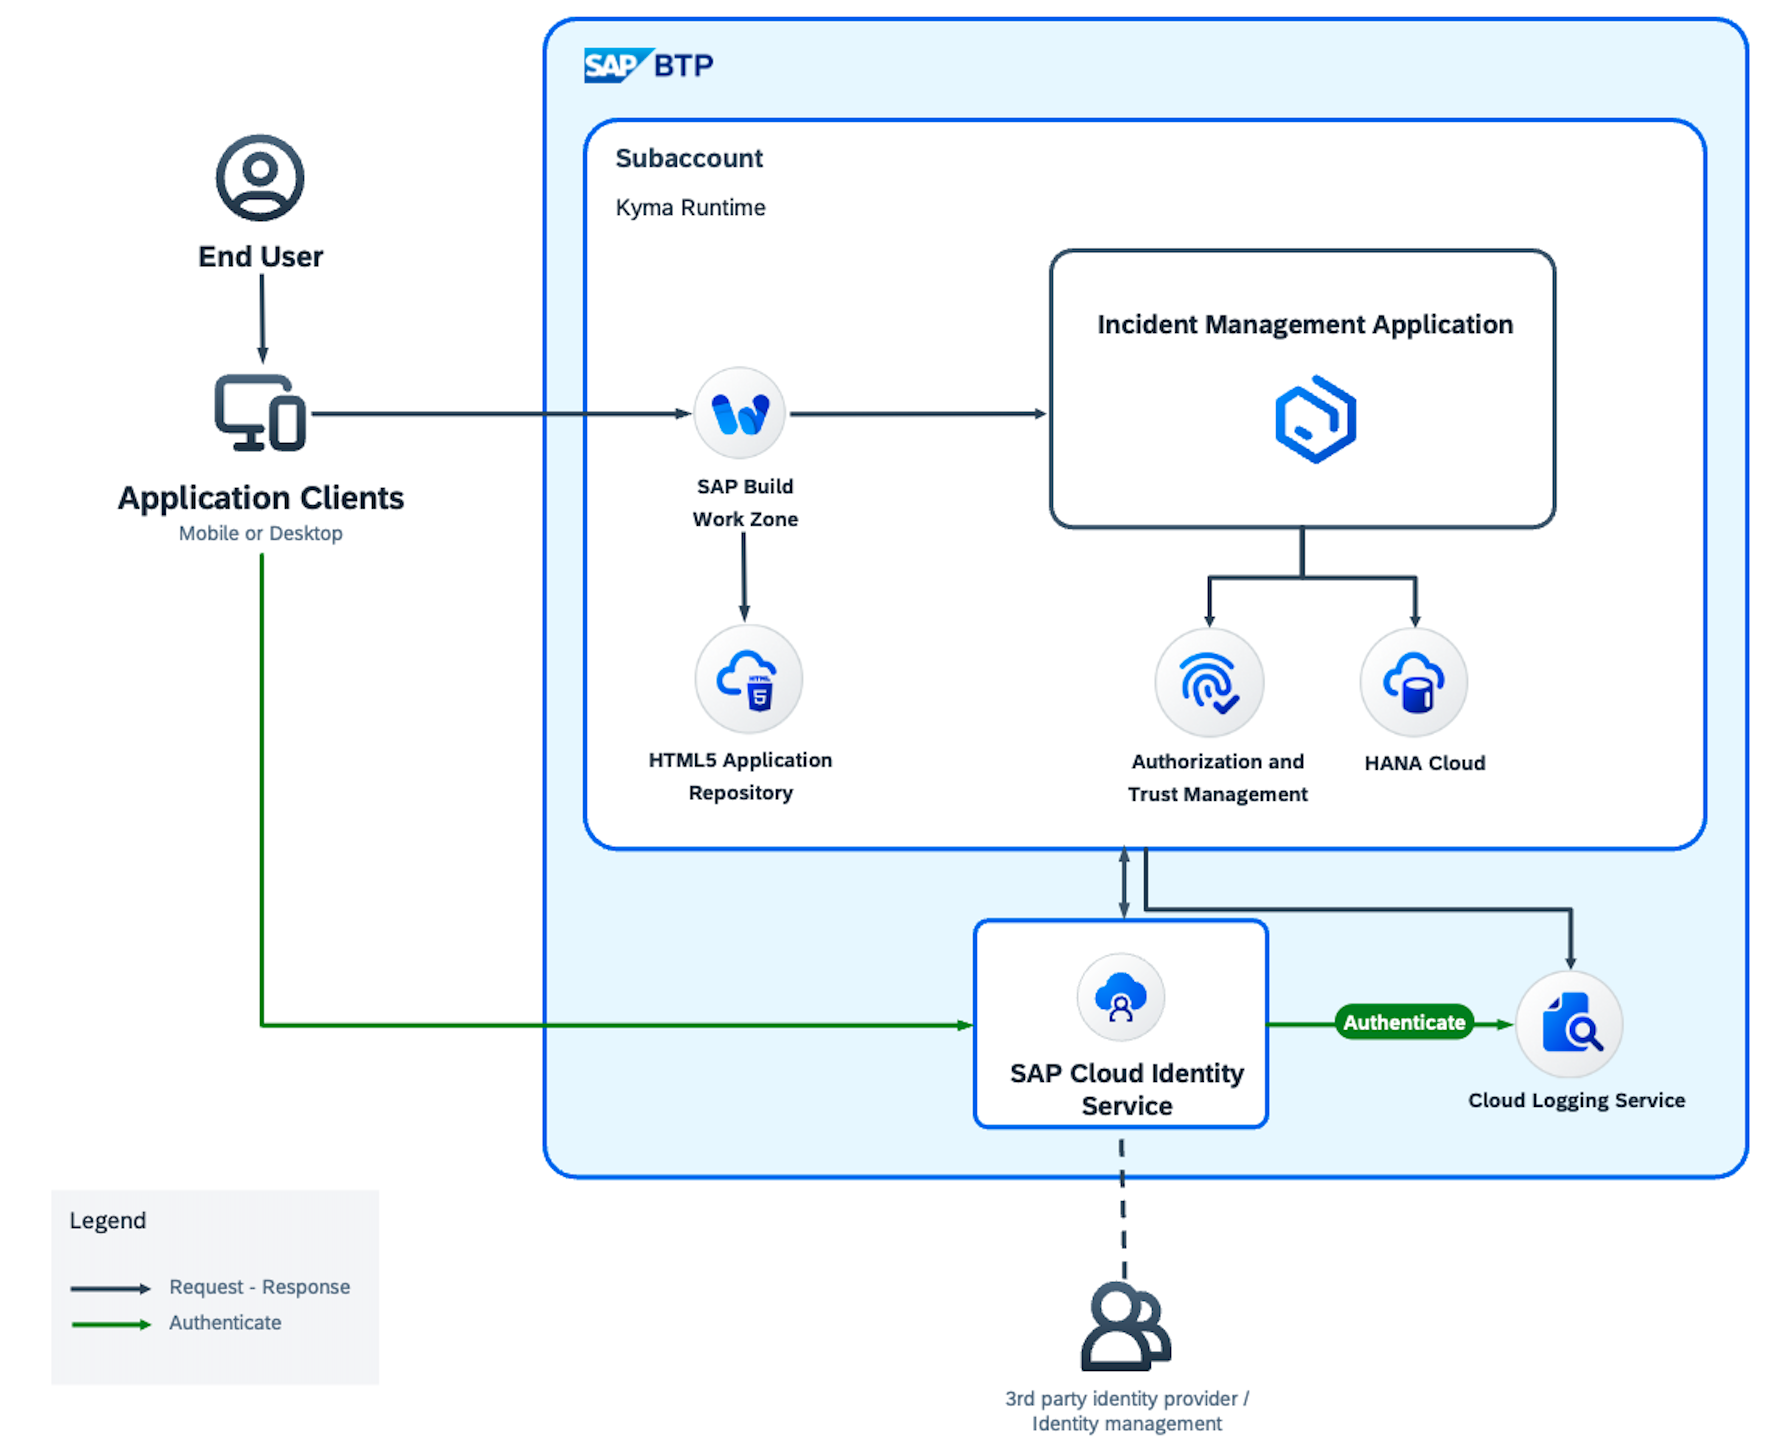 SAP BTP
Subaccount
Kyma Runtime
End User
Incident Management Application
Application Clients
Mobile or Desktop
SAP Build
Work Zone
HTML
5
HTML5 Application
Repository
Authorization and
Trust Management
HANA Cloud
SAP Cloud Identity
Service
Authenticate
Cloud Logging Service
Legend
Request - Response
Authenticate
3rd party identity provider /
Identity management